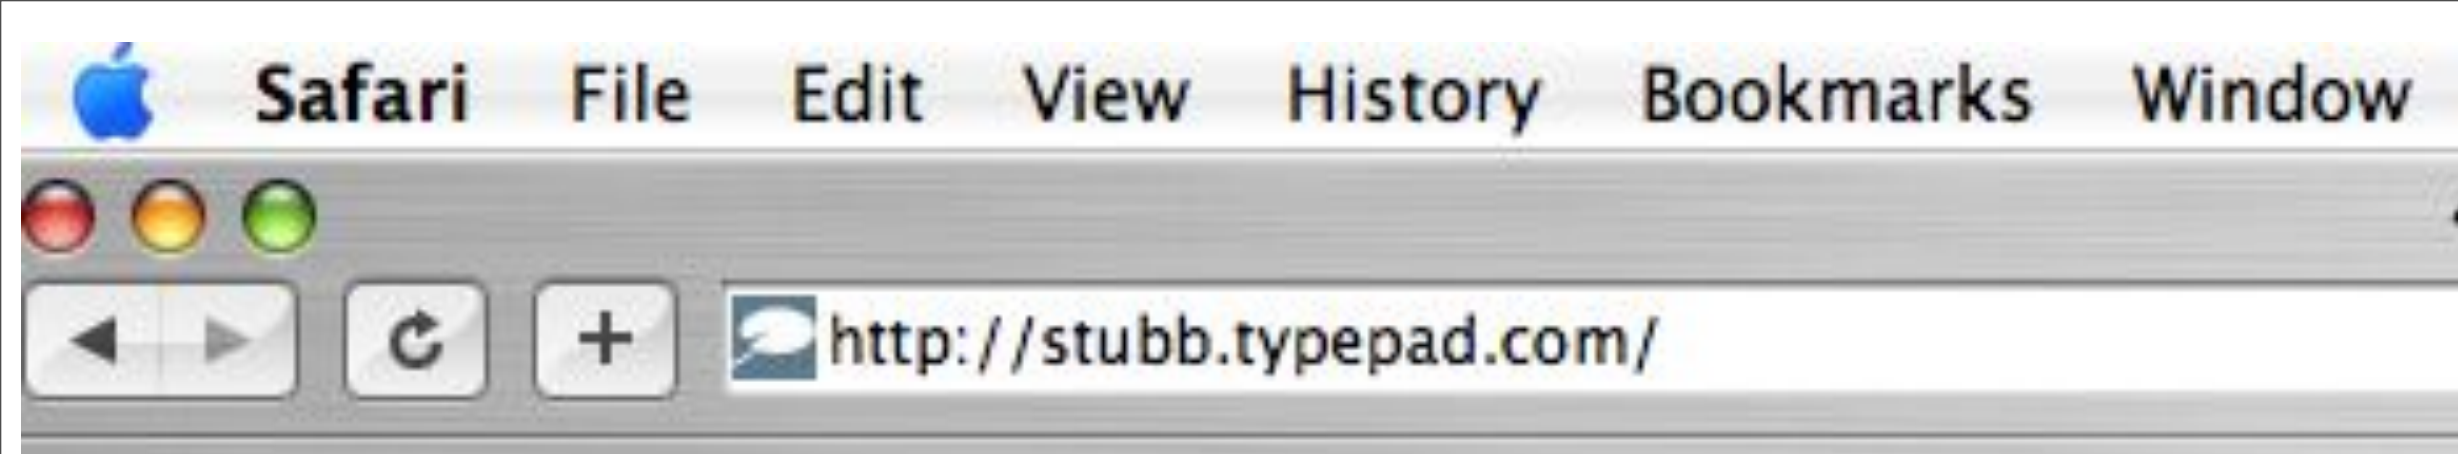 Safari File Edit View History Bookmarks Window
http://stubb.typepad.com/